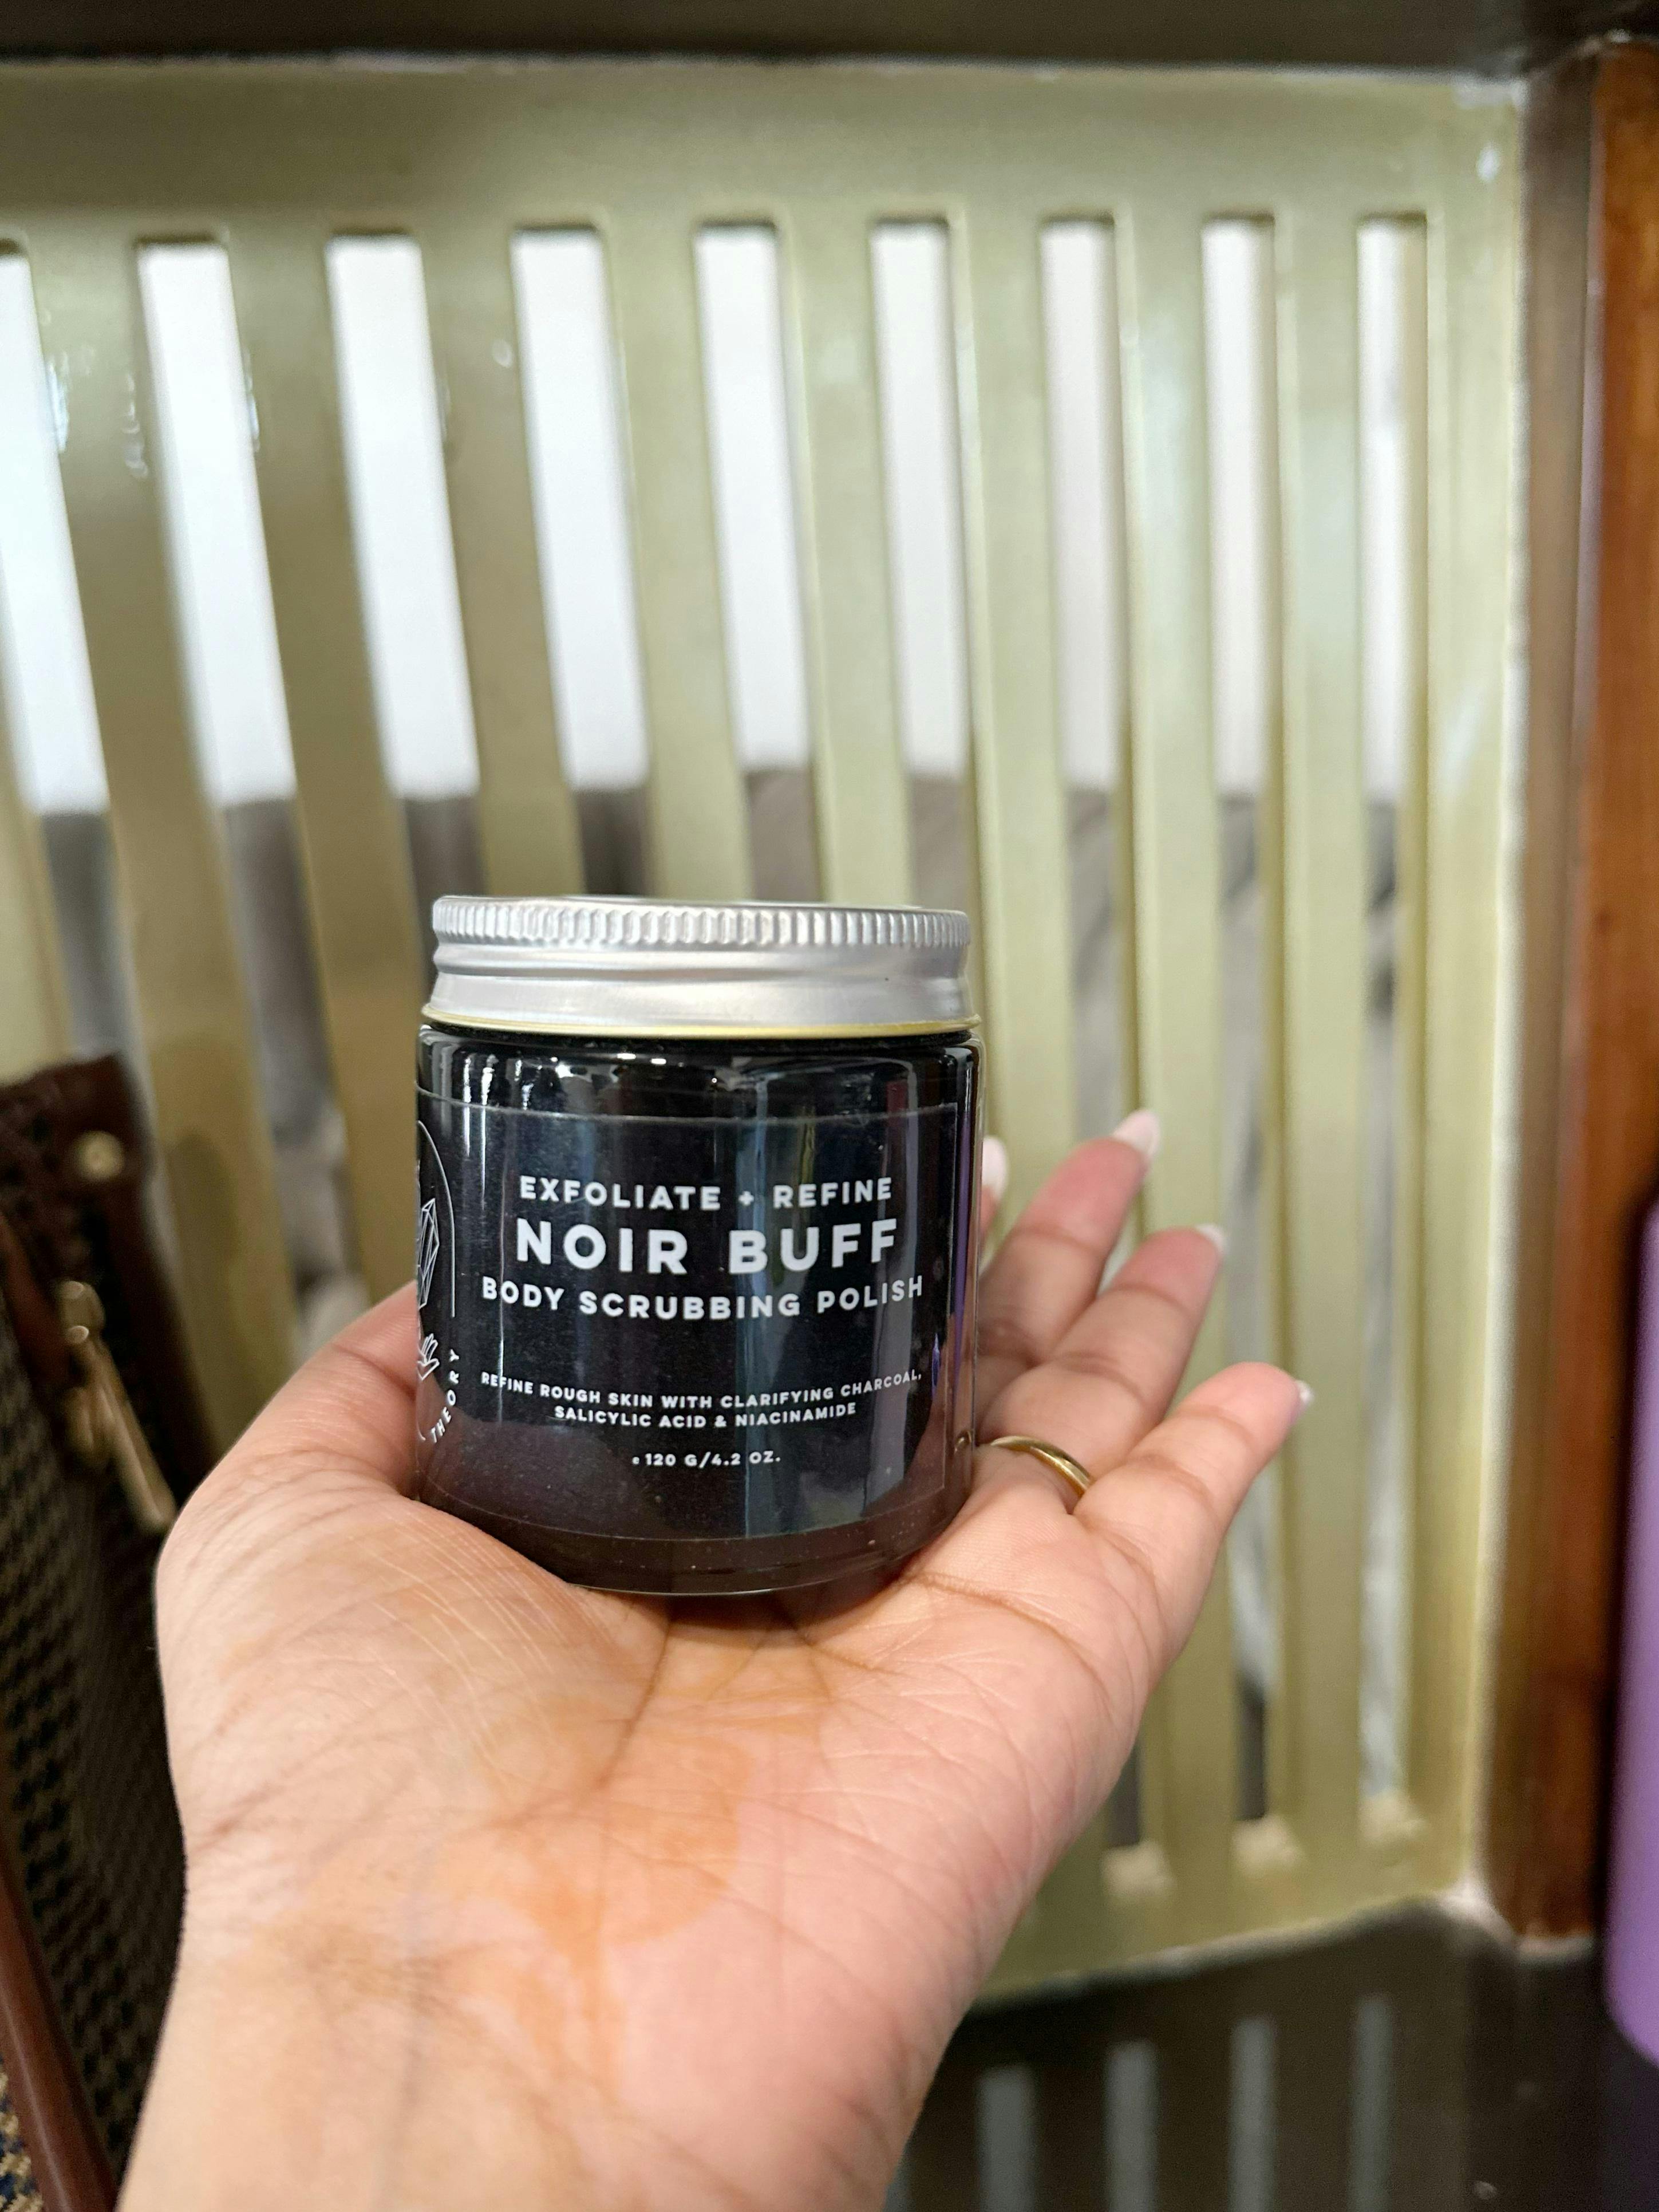 EXFOLIATE + REFINE
NOIR BUFF
BODY SCRUBBING POLISH
REFINE ROUGH SKIN WITH CLARIFYING CHARCOAL,
SALICYLIC ACID & NIACINAMIDE
e 120 G/4.2 OZ.
THEORY